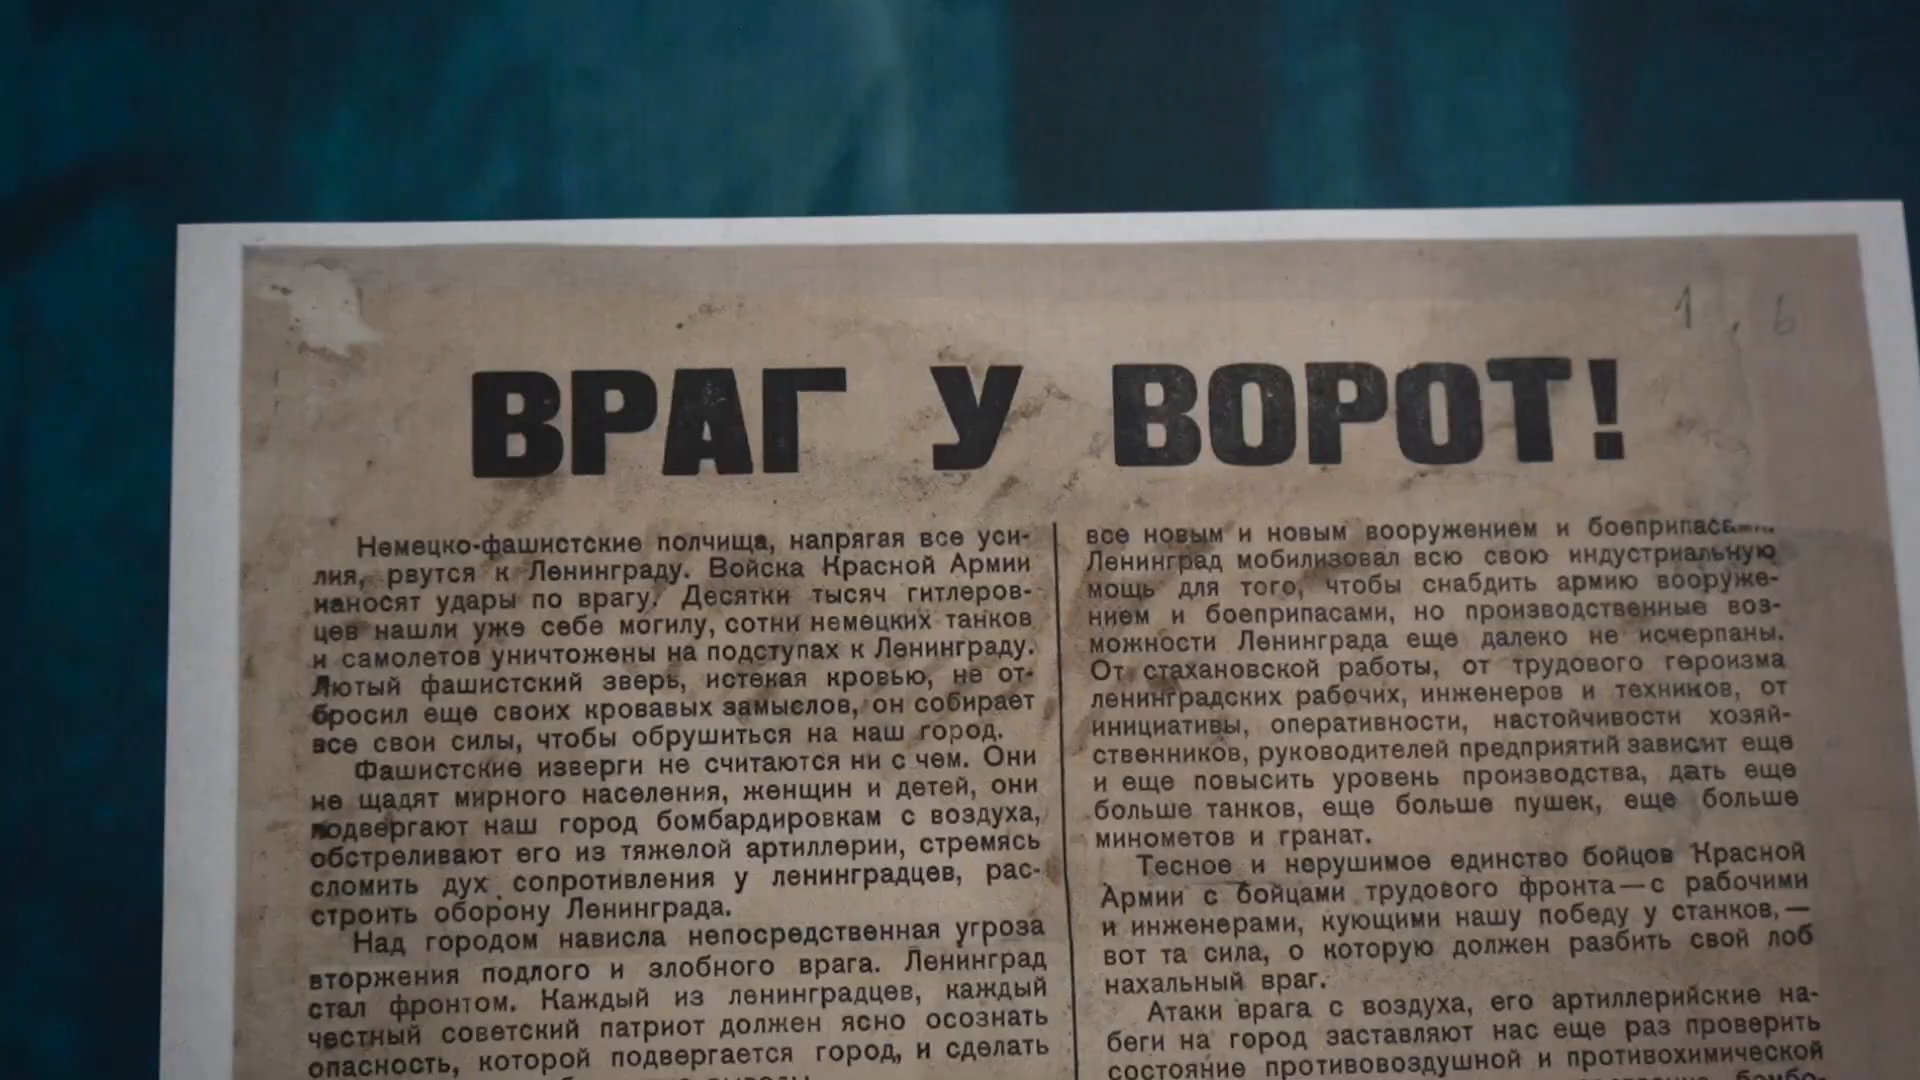 1 6
ВРАГ У ВОРОТ!
Немецко-фашистские полчища, напрягая все уси-
лия, рвутся к Ленинграду. Войска Красной Армии
наносят удары по врагу. Десятки тысяч гитлеров-
цев нашли уже себе могилу, сотни немецких танков
и самолетов уничтожены на подступах к Ленинграду.
Лютый фашистский зверь, истекая кровью, не от-
бросил еще своих кровавых замыслов, он собирает
все свои силы, чтобы обрушиться на наш город.
Фашистские изверги не считаются ни с чем. Они
не щадят мирного населения, женщин и детей, они
подвергают наш город бомбардировкам с воздуха,
обстреливают его из тяжелой артиллерии, стремясь
сломить дух сопротивления у ленинградцев, рас-
строить оборону Ленинграда.
Над городом нависла непосредственная угроза
вторжения подлого и злобного врага. Ленинград
стал фронтом. Каждый из ленинградцев, каждый
честный советский патриот должен ясно осознать
опасность, которой подвергается город, и сделать
все новым и новым вооружением и
Ленинград мобилизовал всю свою индустриальную
мощь для того, чтобы снабдить армию вооруже-
нием и боеприпасами, но производственные воз-
можности Ленинграда еще далеко не исчерпаны.
От стахановской работы, от трудового героизма
ленинградских рабочих, инженеров и техников, от
инициативы, оперативности, настойчивости хозяй-
ственников, руководителей предприятий зависит еще
и еще повысить уровень производства, дать еще
больше танков, еще больше пушек, еще больше
минометов и гранат.
Тесное и нерушимое единство бойцов Красной
Армии с бойцами трудового фронта — с рабочими
и инженерами, кующими нашу победу у станков, —
вот та сила, о которую должен разбить свой лоб
нахальный враг.
Атаки врага с воздуха, его артиллерийские на-
беги на город заставляют нас еще раз проверить
состояние противовоздушной и противохимической